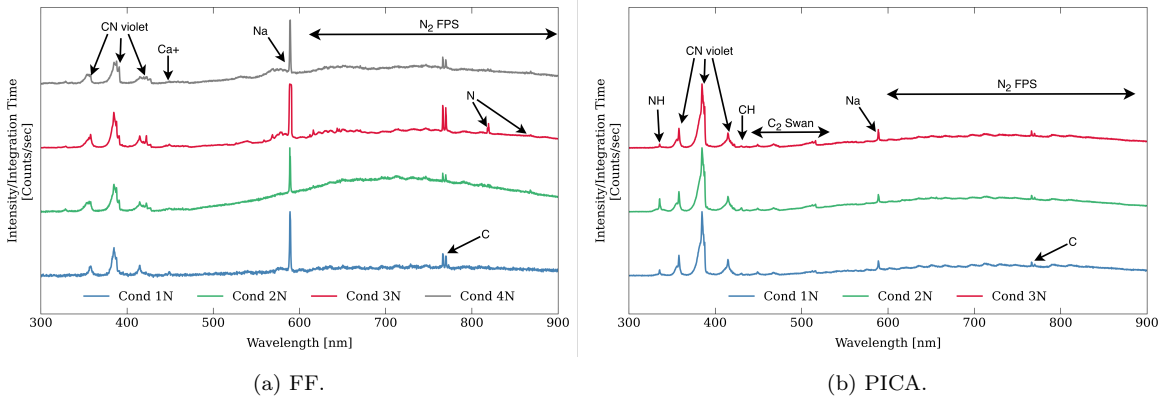 CN violet
Ca+
Na
N₂ FPS
N
C
Intensity/Integration Time
[Counts/sec]
Cond 1N
Cond 2N
Cond 3N
Cond 4N
300
400
500
600
700
800
900
Wavelength [nm]
(a) FF.
NH
CN violet
CH
C₂ Swan
Na
N₂ FPS
C
Intensity/Integration Time
[Counts/sec]
Cond 1N
Cond 2N
Cond 3N
300
400
500
600
700
800
900
Wavelength [nm]
(b) PICA.